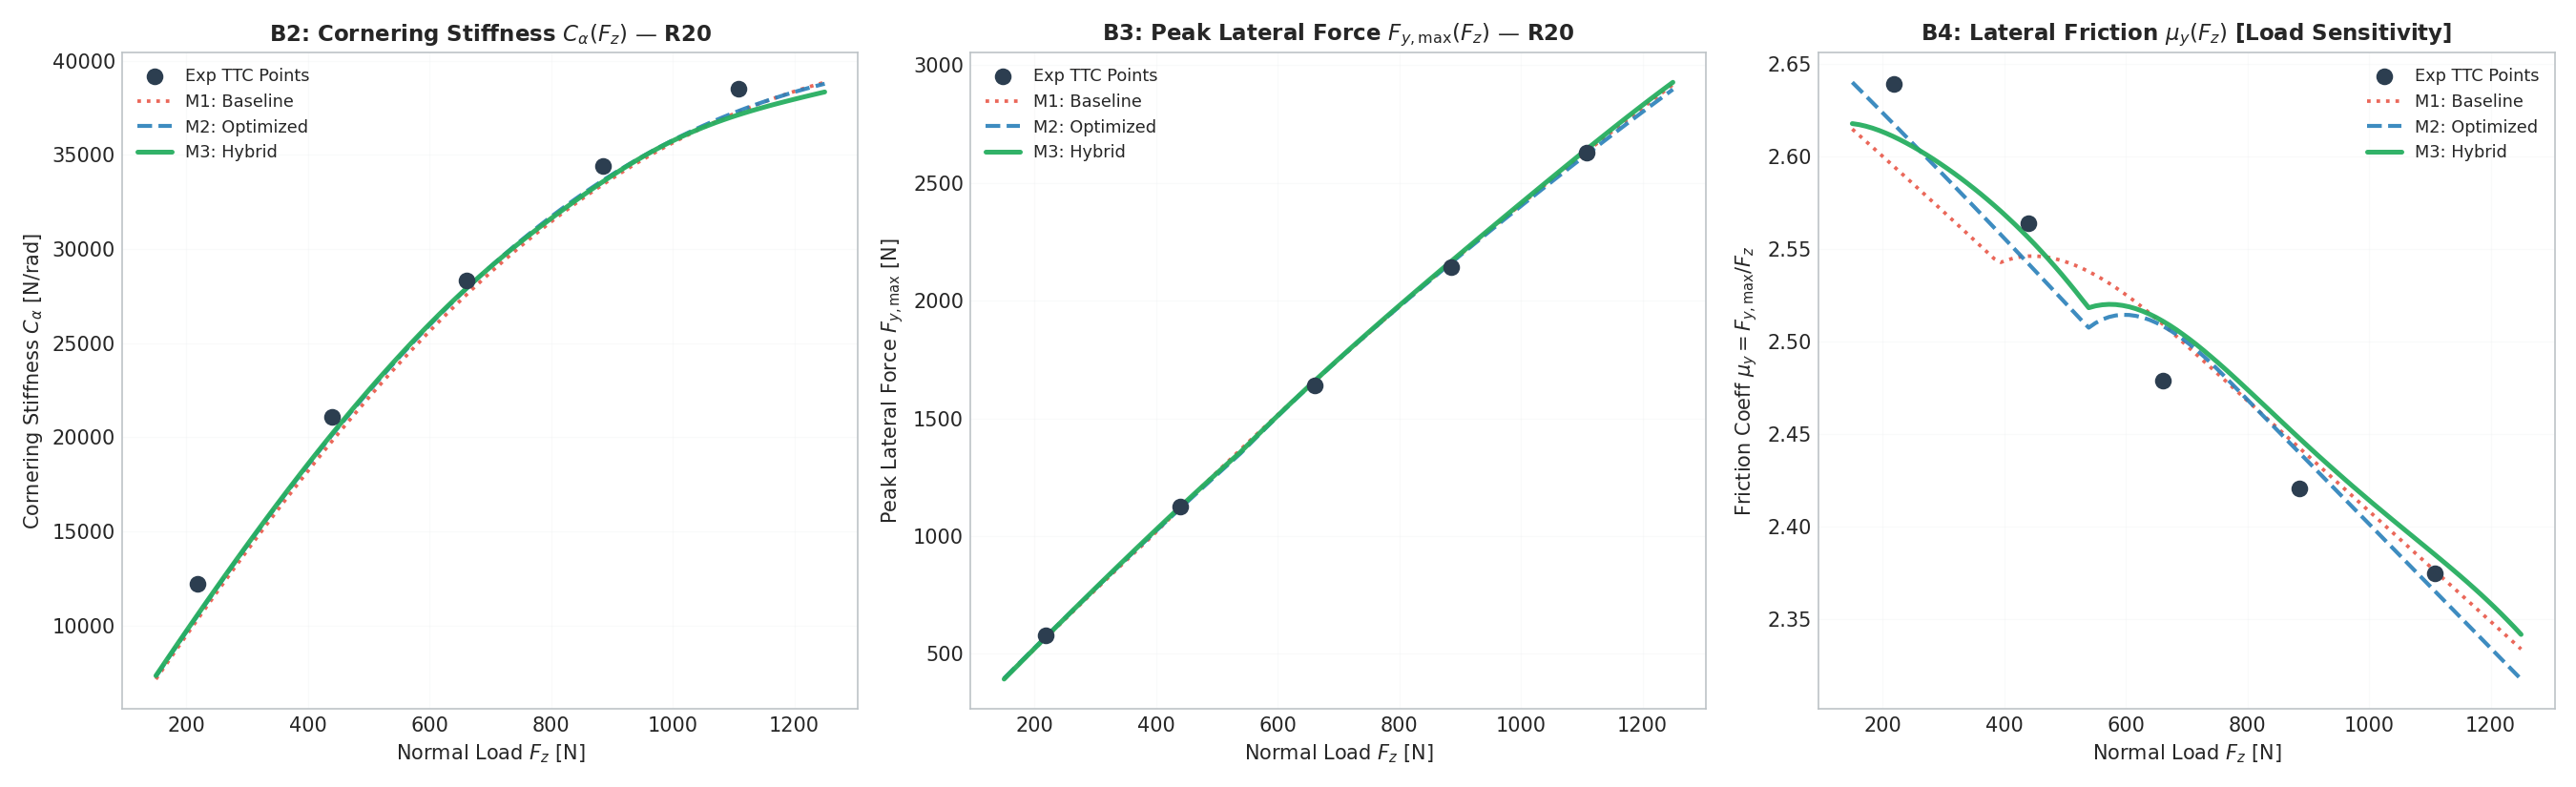 B2: Cornering Stiffness Cα(Fz) — R20
40000
35000
30000
25000
20000
15000
10000
Cornering Stiffness Cα [N/rad]
Exp TTC Points
M1: Baseline
M2: Optimized
M3: Hybrid
200 400 600 800 1000 1200
Normal Load Fz [N]
B3: Peak Lateral Force Fy,max(Fz) — R20
3000
2500
2000
1500
1000
500
Peak Lateral Force Fy,max [N]
Exp TTC Points
M1: Baseline
M2: Optimized
M3: Hybrid
200 400 600 800 1000 1200
Normal Load Fz [N]
B4: Lateral Friction μy(Fz) [Load Sensitivity]
2.65
2.60
2.55
2.50
2.45
2.40
2.35
Friction Coeff μy = Fy,max/Fz
Exp TTC Points
M1: Baseline
M2: Optimized
M3: Hybrid
200 400 600 800 1000 1200
Normal Load Fz [N]